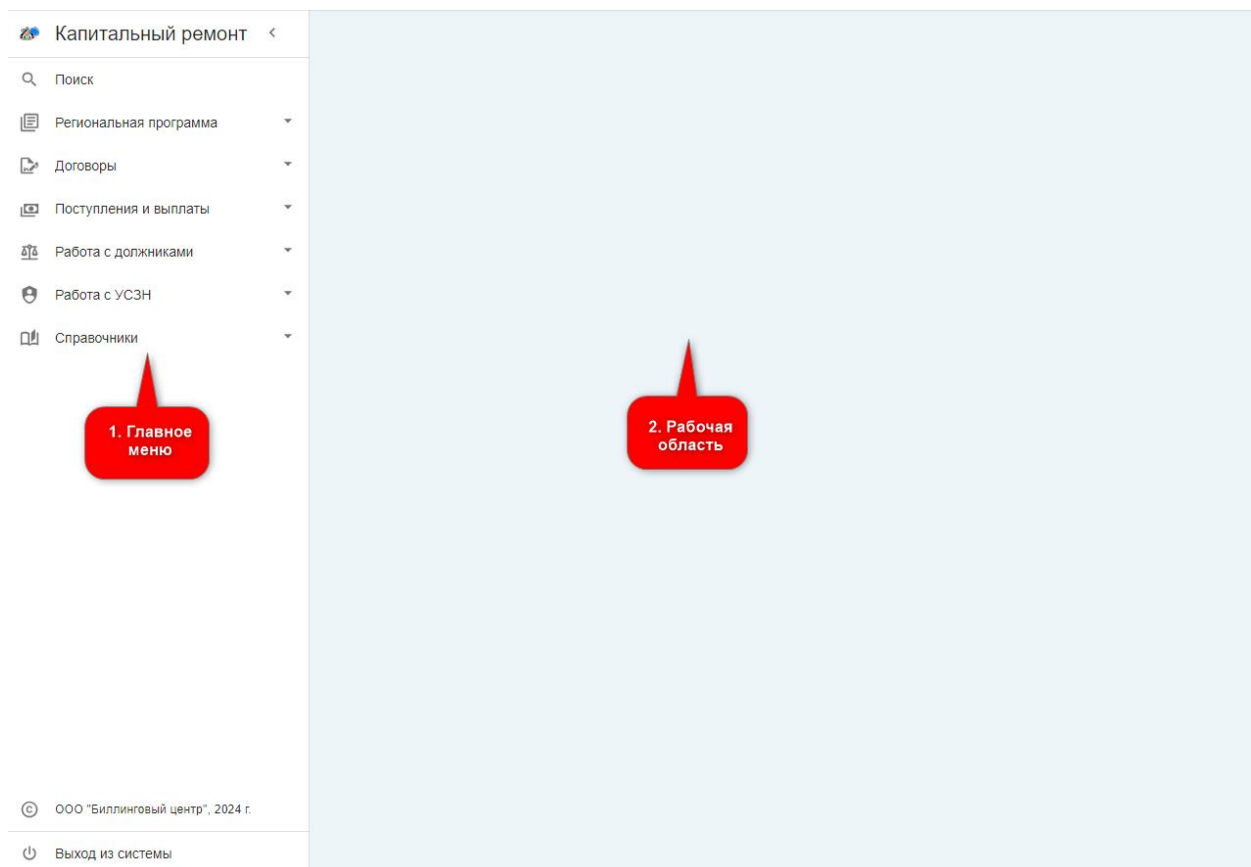 Капитальный ремонт
Поиск
Региональная программа
Договоры
Поступления и выплаты
Работа с должниками
Работа с УСЗН
Справочники
1. Главное
меню
2. Рабочая
область
ООО "Биллинговый центр", 2024 г.
Выход из системы